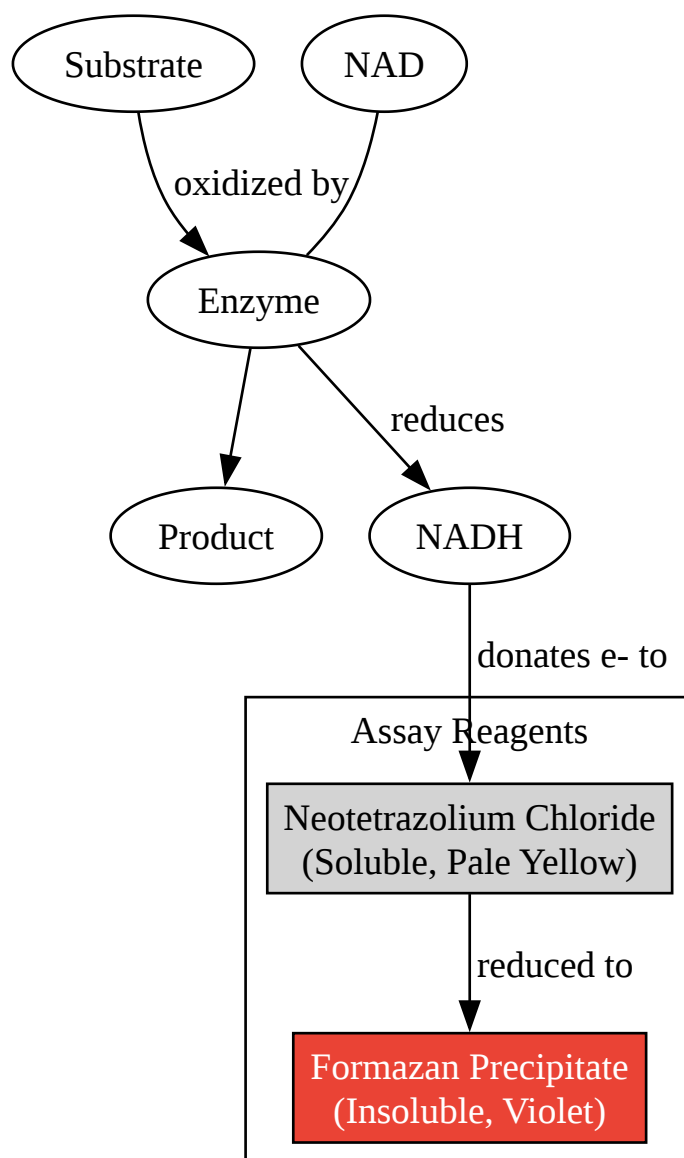 Substrate
NAD
oxidized by
Enzyme
reduces
Product
NADH
donates e- to
Assay Reagents
Neotetrazolium Chloride
(Soluble, Pale Yellow)
reduced to
Formazan Precipitate
(Insoluble, Violet)